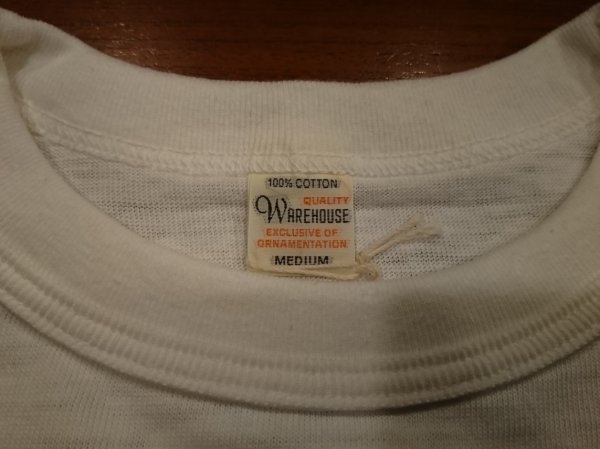 100% COTTON
QUALITY
WAREHOUSE
EXCLUSIVE OF
ORNAMENTATION
MEDIUM